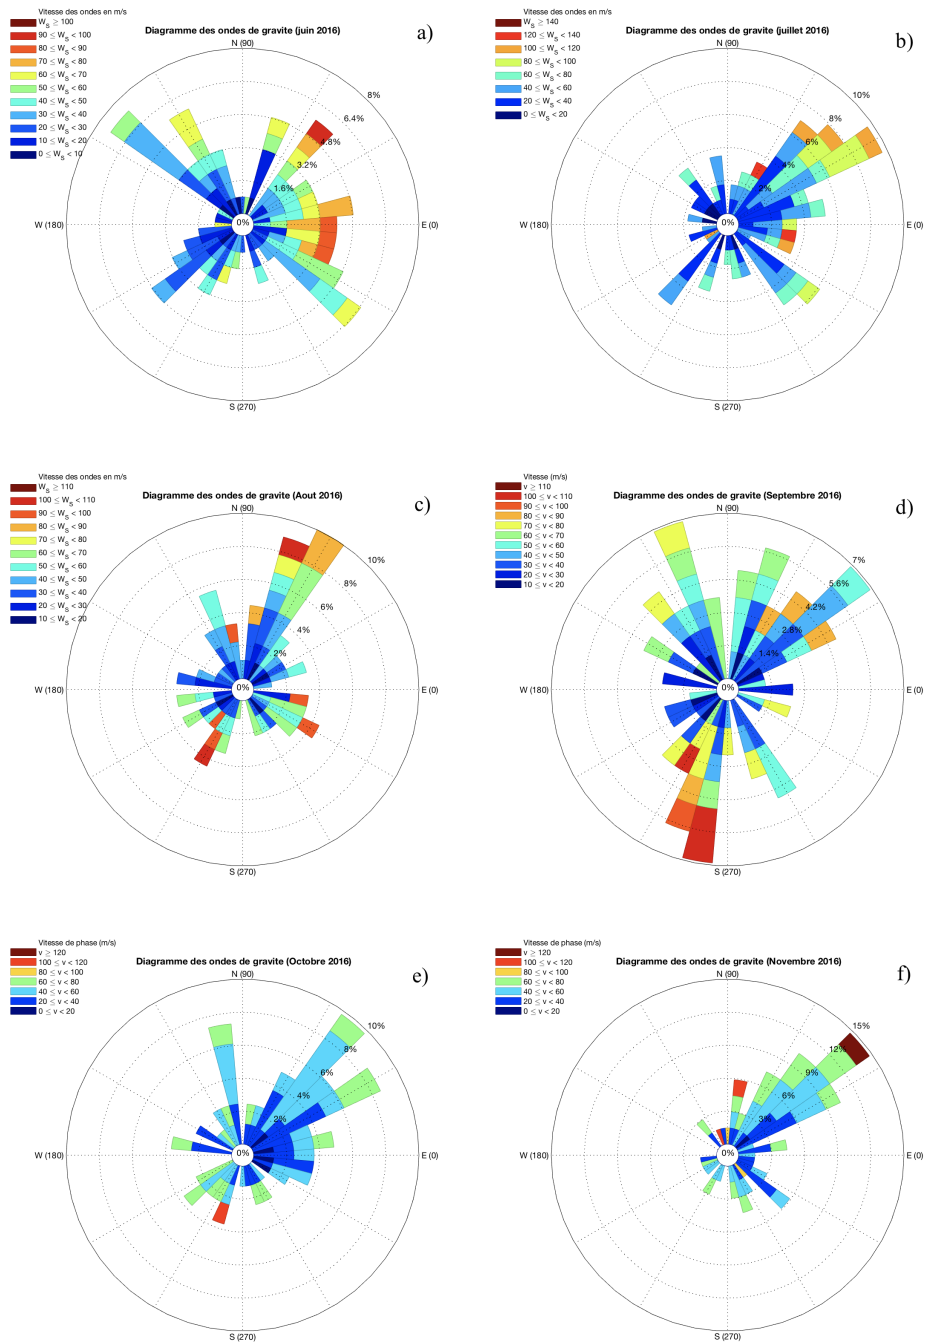 Vitesse des ondes en m/s
W_S ≥ 100
90 ≤ W_S < 100
80 ≤ W_S < 90
70 ≤ W_S < 80
60 ≤ W_S < 70
50 ≤ W_S < 60
40 ≤ W_S < 50
30 ≤ W_S < 40
20 ≤ W_S < 30
10 ≤ W_S < 20
0 ≤ W_S < 10
Diagramme des ondes de gravite (juin 2016)
a)
N (90)
8%
6.4%
4.8%
3.2%
1.6%
0%
W (180)
E (0)
S (270)
Vitesse des ondes en m/s
W_S ≥ 140
120 ≤ W_S < 140
100 ≤ W_S < 120
80 ≤ W_S < 100
60 ≤ W_S < 80
40 ≤ W_S < 60
20 ≤ W_S < 40
0 ≤ W_S < 20
Diagramme des ondes de gravite (juillet 2016)
b)
N (90)
10%
8%
6%
4%
2%
0%
W (180)
E (0)
S (270)
Vitesse des ondes en m/s
W_S ≥ 110
100 ≤ W_S < 110
90 ≤ W_S < 100
80 ≤ W_S < 90
70 ≤ W_S < 80
60 ≤ W_S < 70
50 ≤ W_S < 60
40 ≤ W_S < 50
30 ≤ W_S < 40
20 ≤ W_S < 30
10 ≤ W_S < 20
Diagramme des ondes de gravite (Aout 2016)
c)
N (90)
10%
8%
6%
4%
2%
0%
W (180)
E (0)
S (270)
Vitesse (m/s)
v ≥ 110
100 ≤ v < 110
90 ≤ v < 100
80 ≤ v < 90
70 ≤ v < 80
60 ≤ v < 70
50 ≤ v < 60
40 ≤ v < 50
30 ≤ v < 40
20 ≤ v < 30
10 ≤ v < 20
Diagramme des ondes de gravite (Septembre 2016)
d)
N (90)
7%
5.6%
4.2%
2.8%
1.4%
0%
W (180)
E (0)
S (270)
Vitesse de phase (m/s)
v ≥ 120
100 ≤ v < 120
80 ≤ v < 100
60 ≤ v < 80
40 ≤ v < 60
20 ≤ v < 40
0 ≤ v < 20
Diagramme des ondes de gravite (Octobre 2016)
e)
N (90)
10%
8%
6%
4%
2%
0%
W (180)
E (0)
S (270)
Vitesse de phase (m/s)
v ≥ 120
100 ≤ v < 120
80 ≤ v < 100
60 ≤ v < 80
40 ≤ v < 60
20 ≤ v < 40
0 ≤ v < 20
Diagramme des ondes de gravite (Novembre 2016)
f)
N (90)
15%
12%
9%
6%
3%
0%
W (180)
E (0)
S (270)